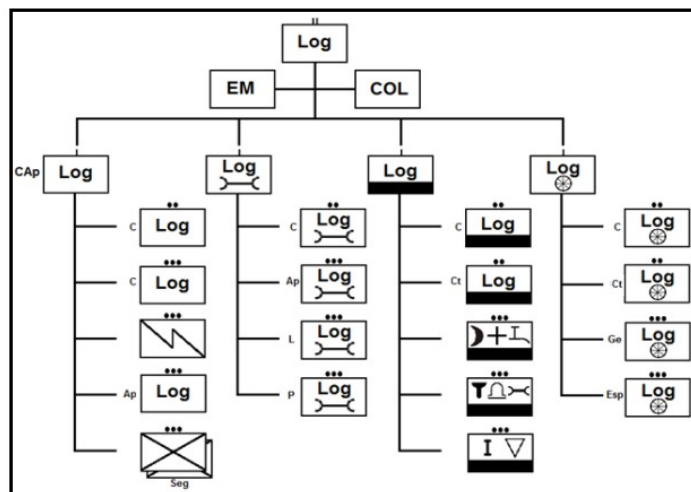 Log
EM COL
CAp Log Log Log Log
C Log C Log C Log C Log
C Log Ap Log Ct Log Ct Log
L Log Ge Log
Ap Log P Log Esp Log
I
Seg